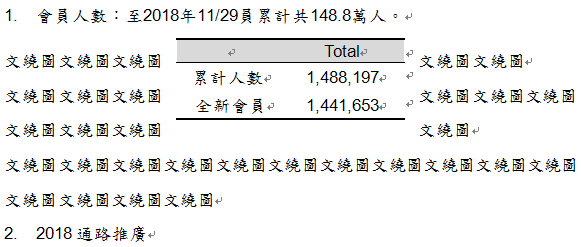 1. 會員人數：至2018年11/29員累計共148.8萬人。
Total
文繞圖文繞圖文繞圖
文繞圖文繞圖
累計人數 1,488,197
文繞圖文繞圖文繞圖
文繞圖文繞圖文繞圖
全新會員 1,441,653
文繞圖文繞圖文繞圖
文繞圖
文繞圖文繞圖文繞圖文繞圖文繞圖文繞圖文繞圖文繞圖文繞圖文繞圖文繞圖
文繞圖文繞圖文繞圖文繞圖
2. 2018 通路推廣